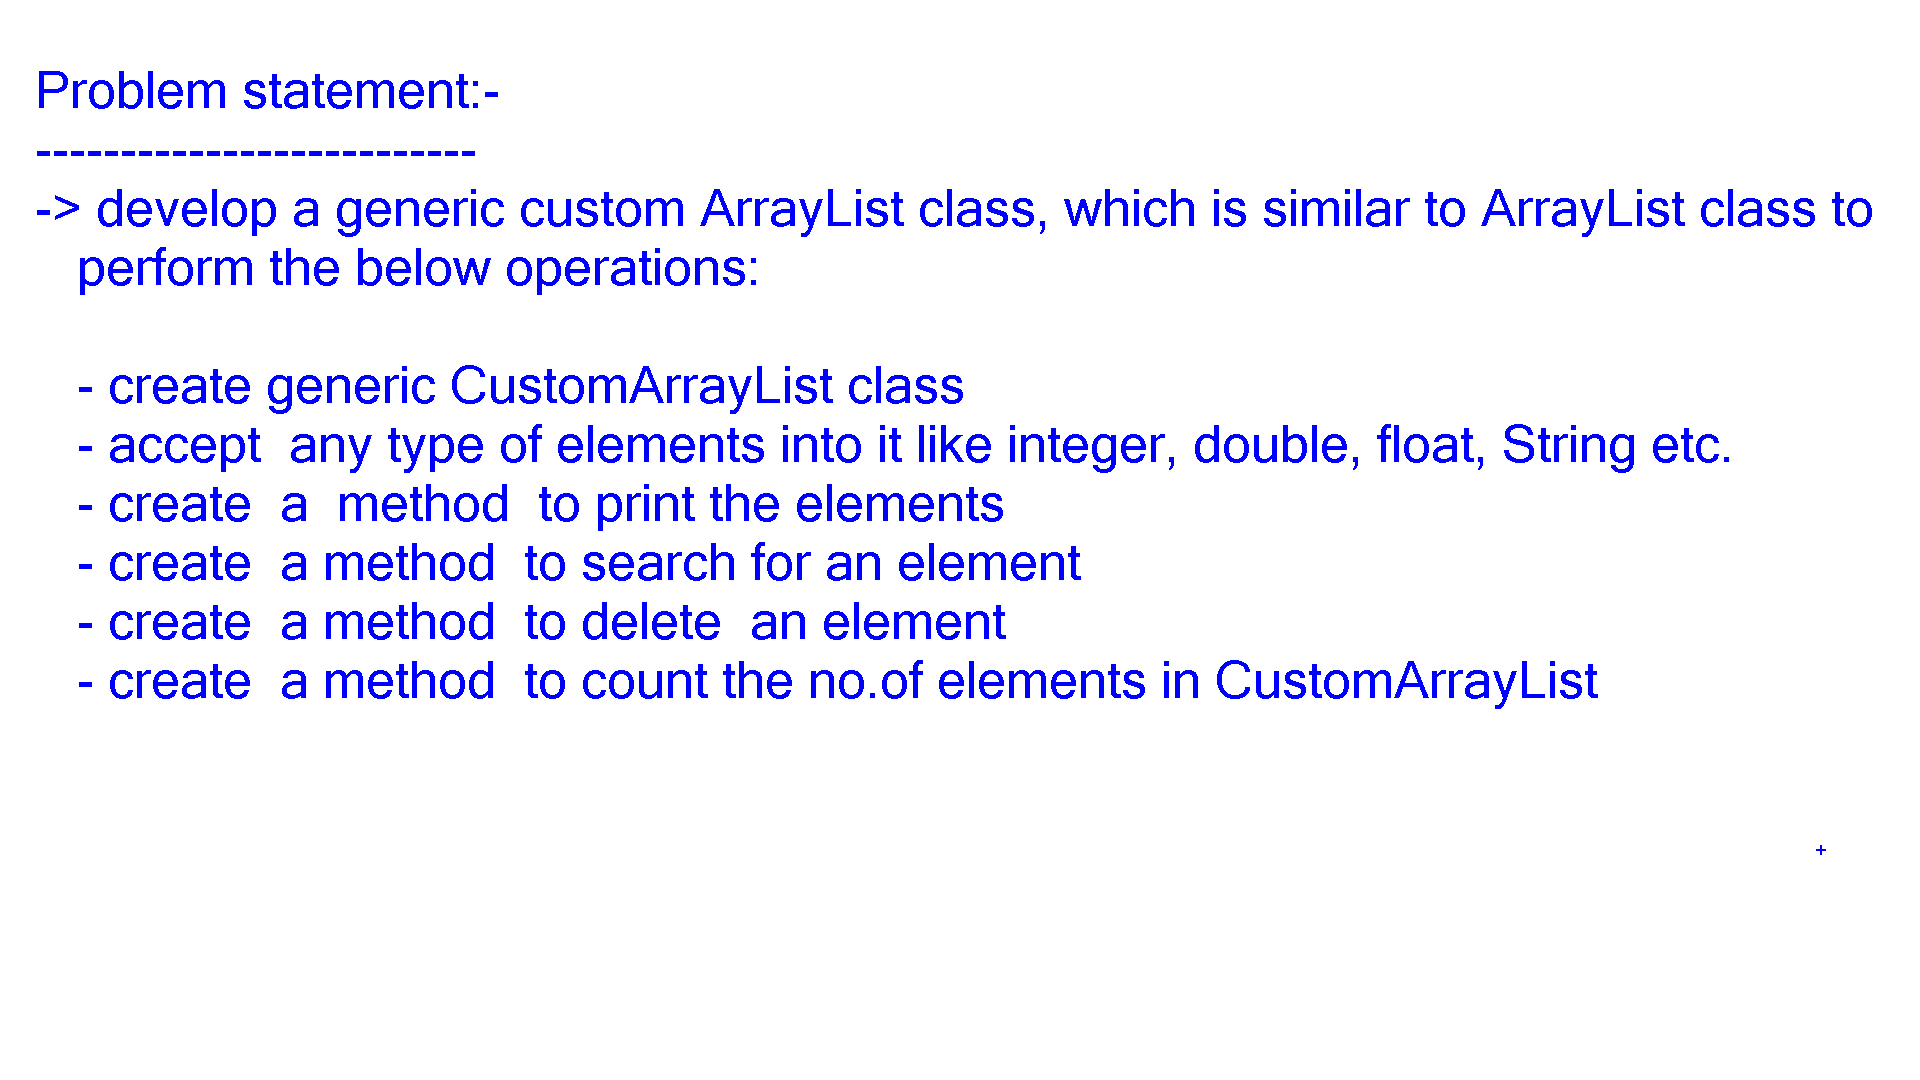 Problem statement:-
--------------------------
-> develop a generic custom ArrayList class, which is similar to ArrayList class to
perform the below operations:
- create generic CustomArrayList class
- accept  any type of elements into it like integer, double, float, String etc.
- create  a  method  to print the elements
- create  a method  to search for an element
- create  a method  to delete  an element
- create  a method  to count the no.of elements in CustomArrayList